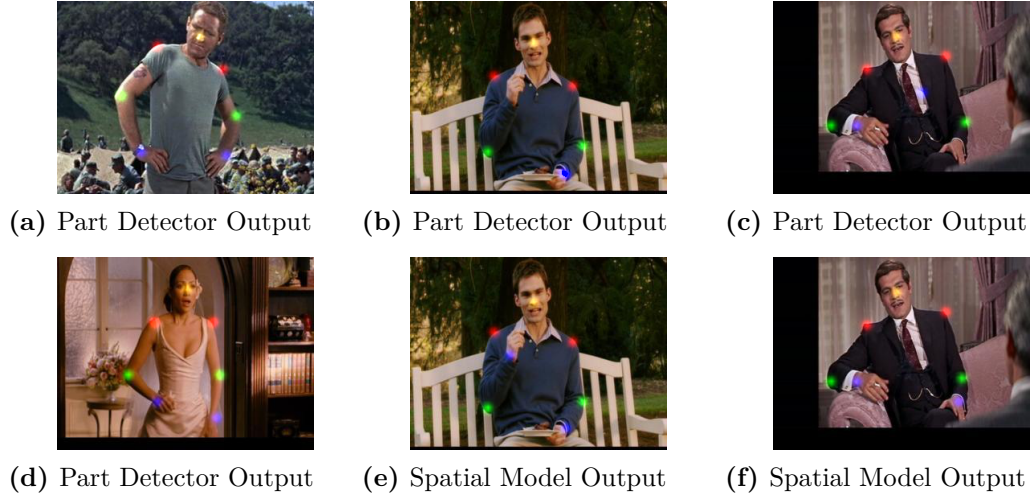 (a) Part Detector Output
(b) Part Detector Output
(c) Part Detector Output
(d) Part Detector Output
(e) Spatial Model Output
(f) Spatial Model Output